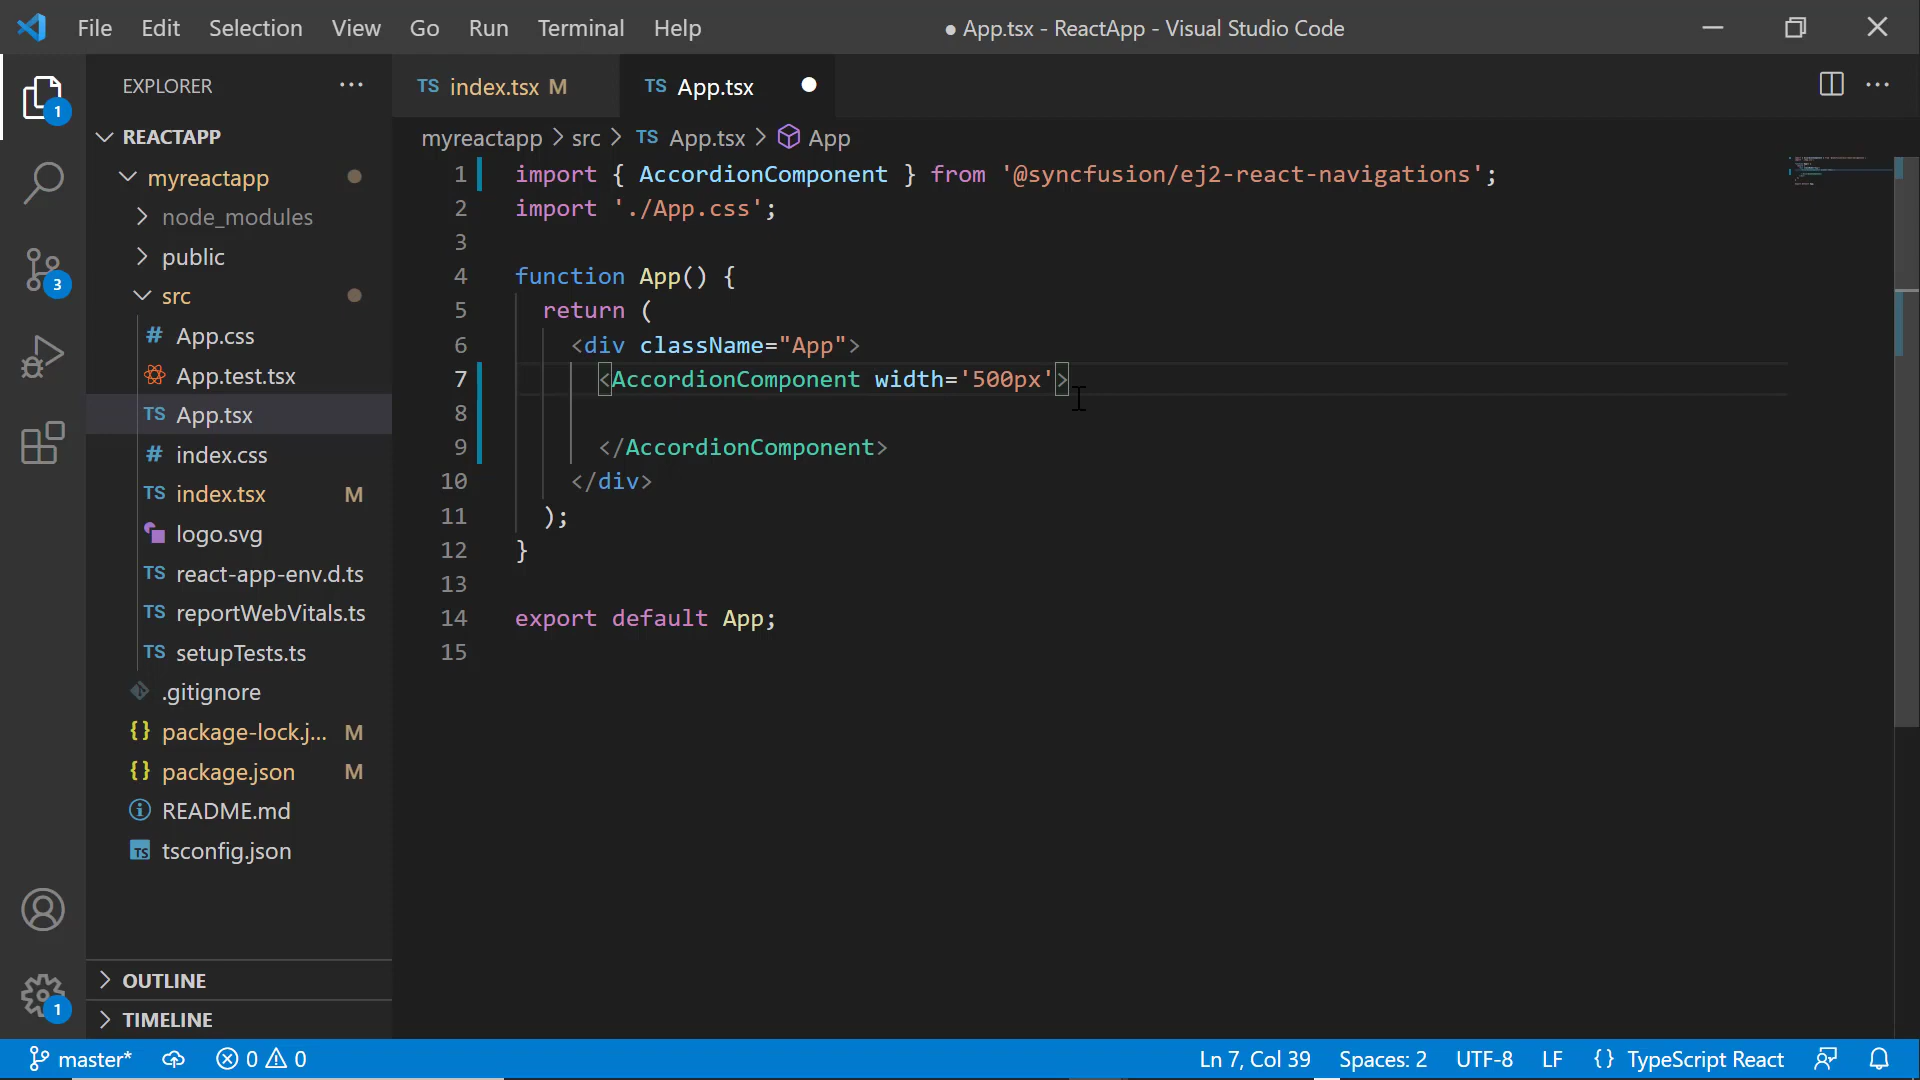 File Edit Selection View Go Run Terminal Help
● App.tsx - ReactApp - Visual Studio Code
EXPLORER
TS index.tsx M
TS App.tsx
1
REACTAPP
myreactapp
node_modules
public
src
# App.css
App.test.tsx
TS App.tsx
# index.css
TS index.tsx M
logo.svg
TS react-app-env.d.ts
TS reportWebVitals.ts
TS setupTests.ts
.gitignore
{} package-lock.j... M
{} package.json M
README.md
TS tsconfig.json
3
OUTLINE
TIMELINE
1
myreactapp > src > TS App.tsx > App
1 import { AccordionComponent } from '@syncfusion/ej2-react-navigations';
2 import './App.css';
3
4 function App() {
5 return (
6 <div className="App">
7 <AccordionComponent width='500px'>
8
9 </AccordionComponent>
10 </div>
11 );
12 }
13
14 export default App;
15
master* 0 0
Ln 7, Col 39 Spaces: 2 UTF-8 LF {} TypeScript React